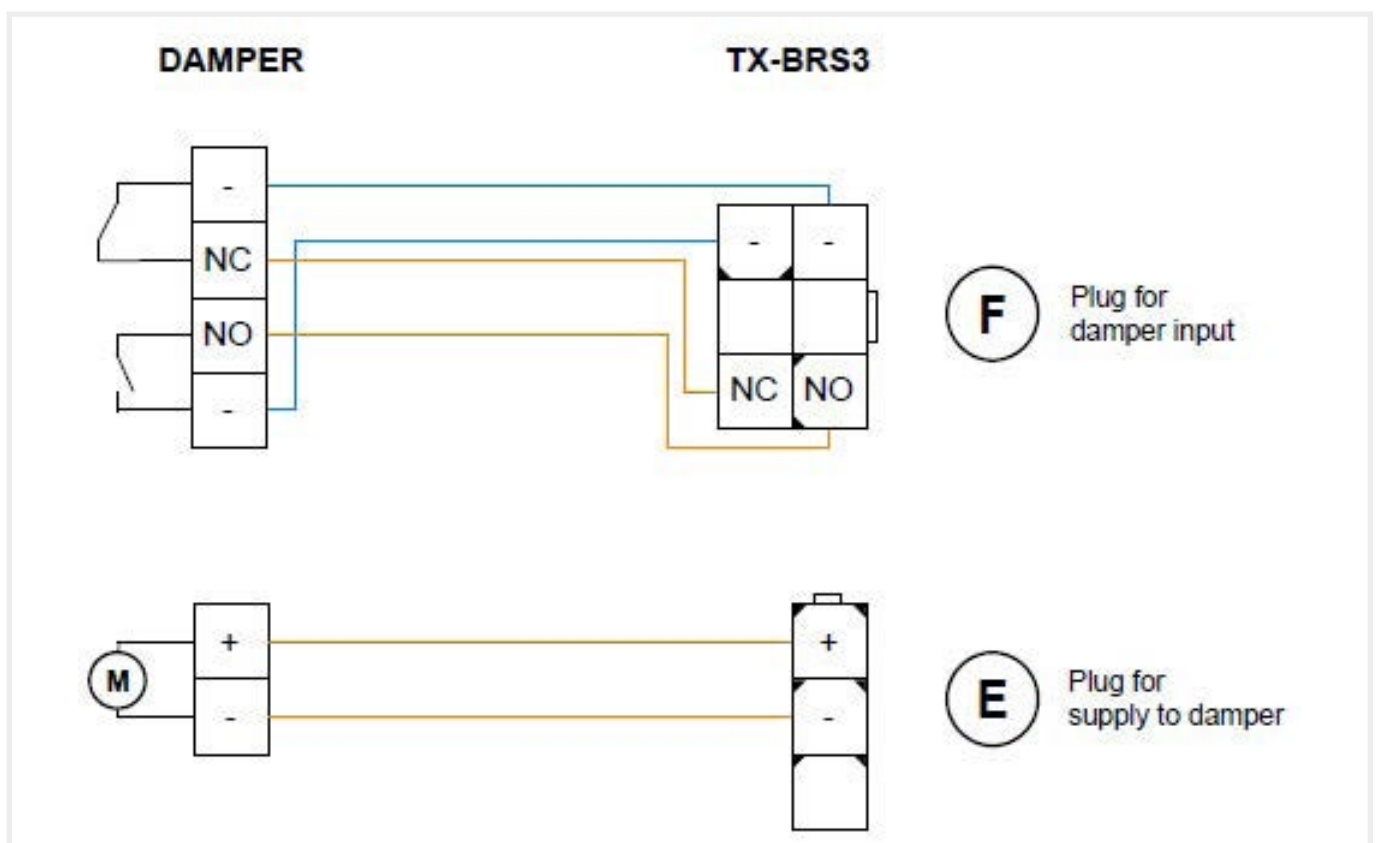 DAMPER
TX-BRS3
-
NC
NO
-
- -
NC NO
F
Plug for
damper input
M
+
-
+
-
E
Plug for
supply to damper